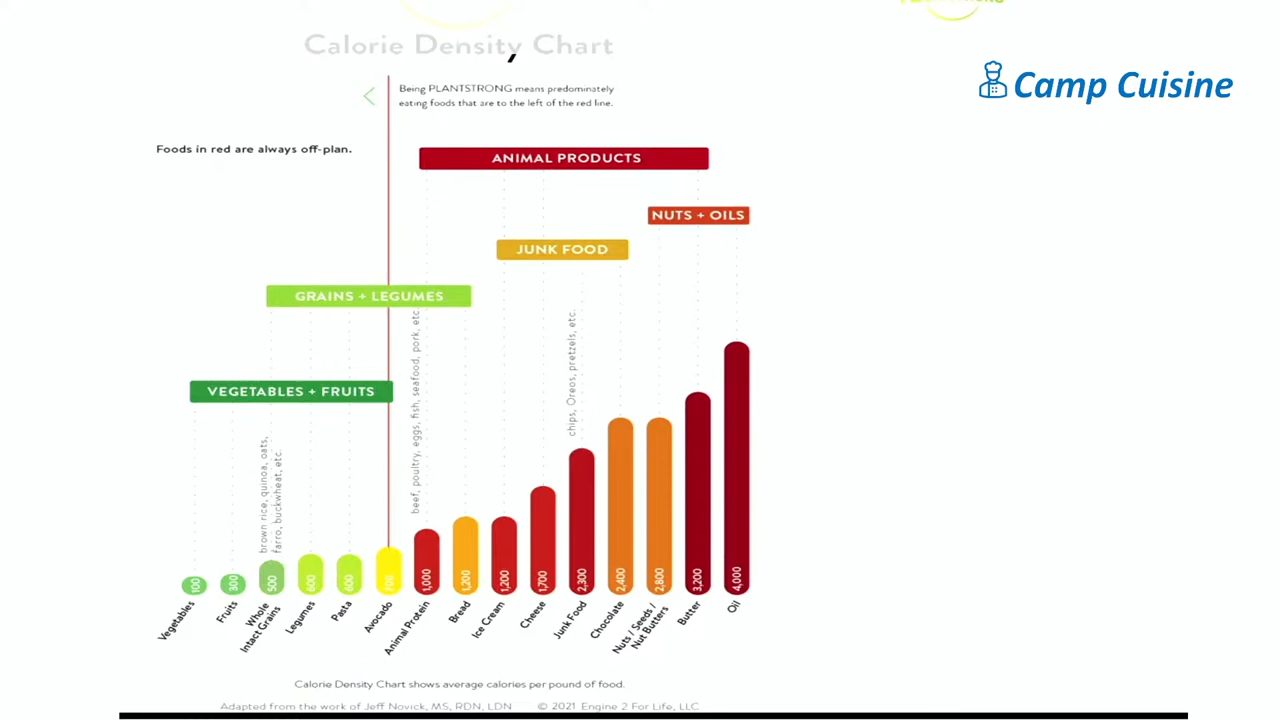 Calorie Density Chart
Camp Cuisine
Being PLANTSTRONG means predominately
eating foods that are to the left of the red line.
Foods in red are always off-plan.
ANIMAL PRODUCTS
NUTS + OILS
JUNK FOOD
GRAINS + LEGUMES
VEGETABLES + FRUITS
brown rice, quinoa, oats,
farro, buckwheat, etc.
beef, poultry, eggs, fish, seafood, pork, etc.
chips, Oreos, pretzels, etc.
100
300
500
600
600
700
1,000
1,200
1,200
1,700
2,300
2,400
2,800
3,200
4,000
Vegetables
Fruits
Whole
Intact Grains
Legumes
Pasta
Avocado
Animal Protein
Bread
Ice Cream
Cheese
Junk Food
Chocolate
Nuts / Seeds /
Nut Butters
Butter
Oil
Calorie Density Chart shows average calories per pound of food.
Adapted from the work of Jeff Novick, MS, RDN, LDN © 2021 Engine 2 For Life, LLC